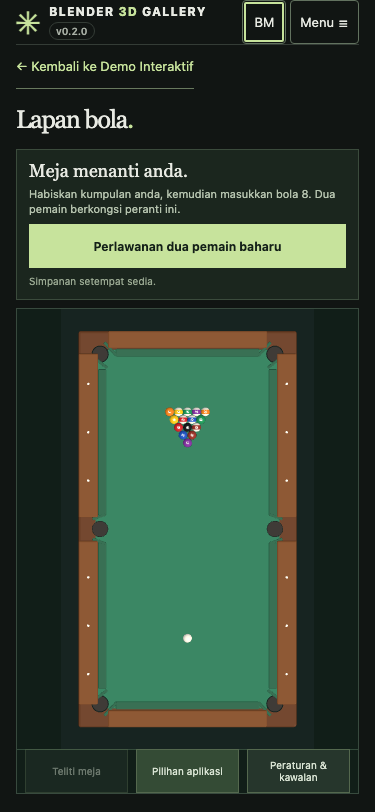 BLENDER 3D GALLERY
v0.2.0
BM
Menu ≡
← Kembali ke Demo Interaktif
Lapan bola.
Meja menanti anda.
Habiskan kumpulan anda, kemudian masukkan bola 8. Dua
pemain berkongsi peranti ini.
Perlawanan dua pemain baharu
Simpanan setempat sedia.
Teliti meja
Pilihan aplikasi
Peraturan &
kawalan